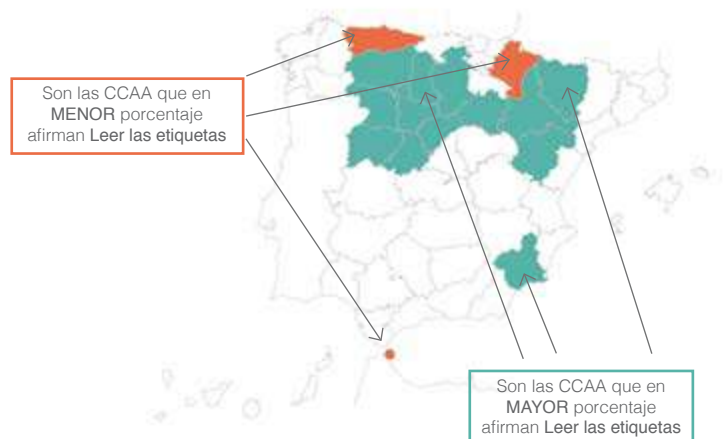 Son las CCAA que en
MENOR porcentaje
afirman Leer las etiquetas
Son las CCAA que en
MAYOR porcentaje
afirman Leer las etiquetas